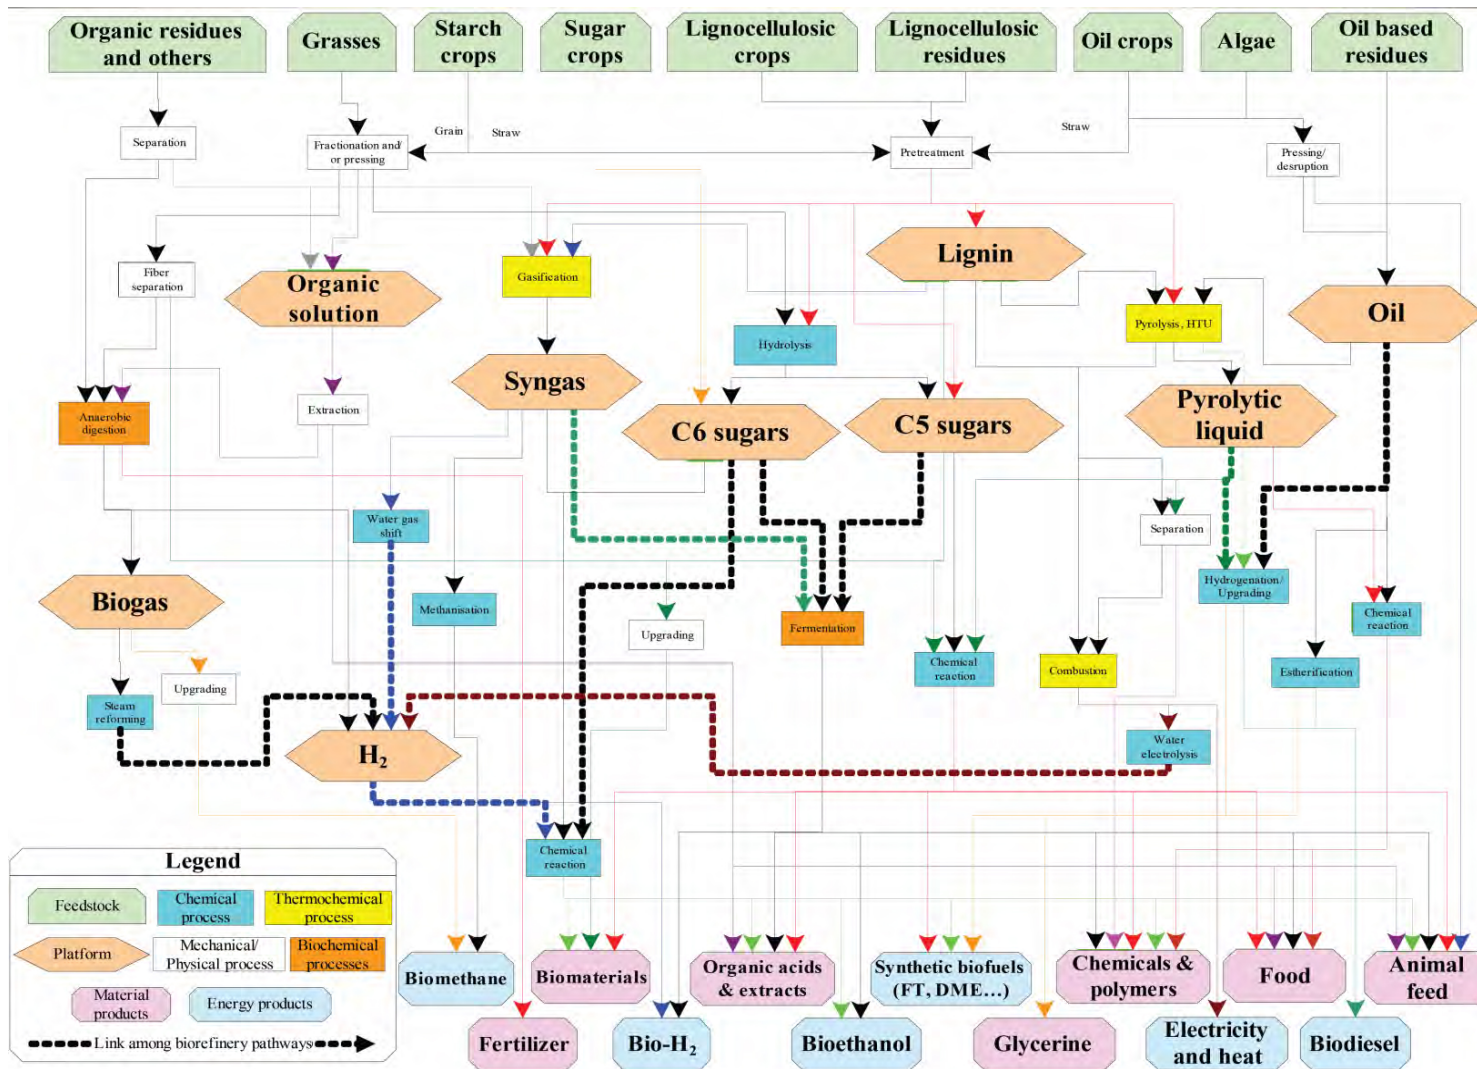 Organic residues
and others
Grasses
Starch
crops
Sugar
crops
Lignocellulosic
crops
Lignocellulosic
residues
Oil crops
Algae
Oil based
residues
Grain
Straw
Straw
Separation
Fractionation and/
or pressing
Pretreatment
Pressing/
desruption
Fiber
separation
Organic
solution
Gasification
Lignin
Pyrolysis, HTU
Oil
Hydrolysis
Syngas
C6 sugars
C5 sugars
Pyrolytic
liquid
Anaerobic
digestion
Extraction
Water gas
shift
Separation
Biogas
Methanisation
Upgrading
Fermentation
Hydrogenation/
Upgrading
Chemical
reaction
Chemical
reaction
Combustion
Estherification
Steam
reforming
Upgrading
H₂
Water
electrolysis
Chemical
reaction
Legend
Feedstock
Chemical
process
Thermochemical
process
Platform
Mechanical/
Physical process
Biochemical
processes
Material
products
Energy products
Link among biorefinery pathways
Biomethane
Biomaterials
Organic acids
& extracts
Synthetic biofuels
(FT, DME…)
Chemicals &
polymers
Food
Animal
feed
Fertilizer
Bio-H₂
Bioethanol
Glycerine
Electricity
and heat
Biodiesel